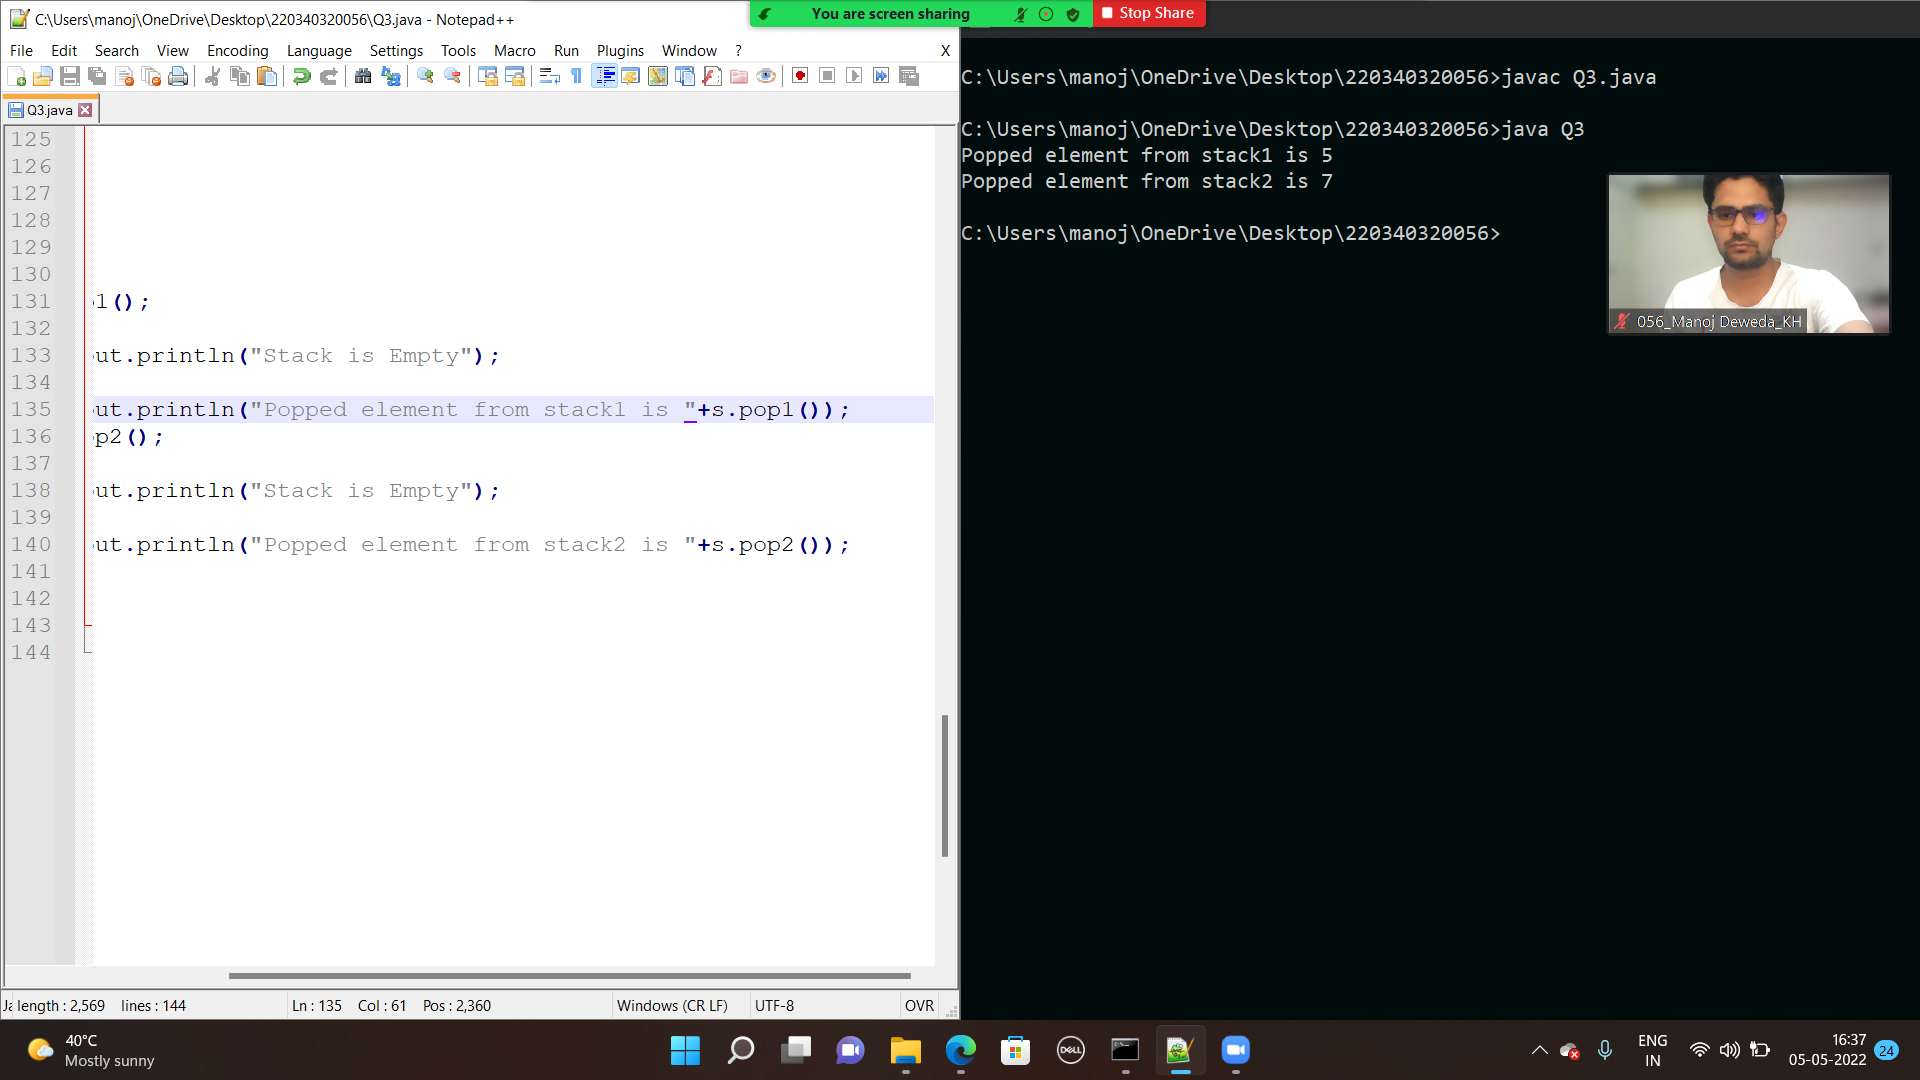 C:\Users\manoj\OneDrive\Desktop\220340320056\Q3.java - Notepad++
You are screen sharing
Stop Share
File Edit Search View Encoding Language Settings Tools Macro Run Plugins Window ? X
Q3.java
125
126
127
128
129
130
131 1();
132
133 out.println("Stack is Empty");
134
135 out.println("Popped element from stack1 is "+s.pop1());
136 op2();
137
138 out.println("Stack is Empty");
139
140 out.println("Popped element from stack2 is "+s.pop2());
141
142
143
144
length : 2,569 lines : 144 Ln : 135 Col : 61 Pos : 2,360 Windows (CR LF) UTF-8 OVR
C:\Users\manoj\OneDrive\Desktop\220340320056>javac Q3.java
C:\Users\manoj\OneDrive\Desktop\220340320056>java Q3
Popped element from stack1 is 5
Popped element from stack2 is 7
C:\Users\manoj\OneDrive\Desktop\220340320056>
056_Manoj Deweda_KH
40°C
Mostly sunny
DELL
ENG
IN
16:37
05-05-2022
24